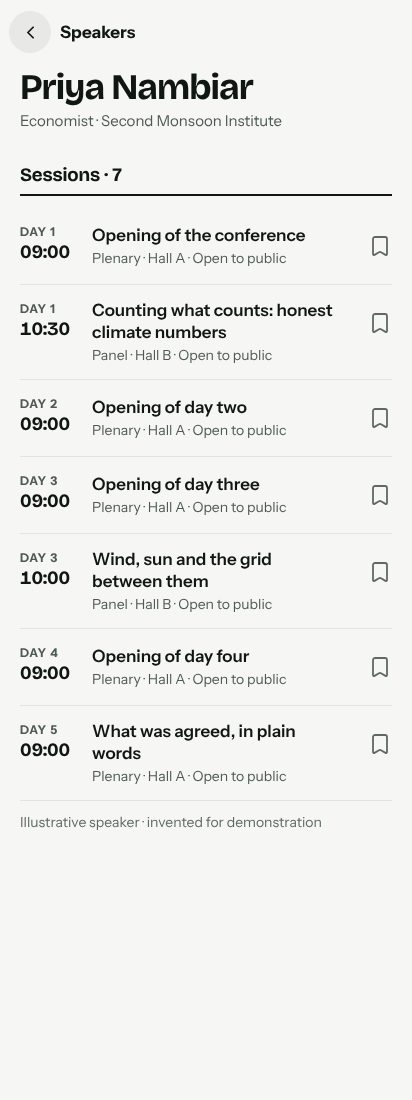 Speakers
Priya Nambiar
Economist · Second Monsoon Institute
Sessions · 7
DAY 1
09:00
Opening of the conference
Plenary · Hall A · Open to public
DAY 1
10:30
Counting what counts: honest
climate numbers
Panel · Hall B · Open to public
DAY 2
09:00
Opening of day two
Plenary · Hall A · Open to public
DAY 3
09:00
Opening of day three
Plenary · Hall A · Open to public
DAY 3
10:00
Wind, sun and the grid
between them
Panel · Hall B · Open to public
DAY 4
09:00
Opening of day four
Plenary · Hall A · Open to public
DAY 5
09:00
What was agreed, in plain
words
Plenary · Hall A · Open to public
Illustrative speaker · invented for demonstration